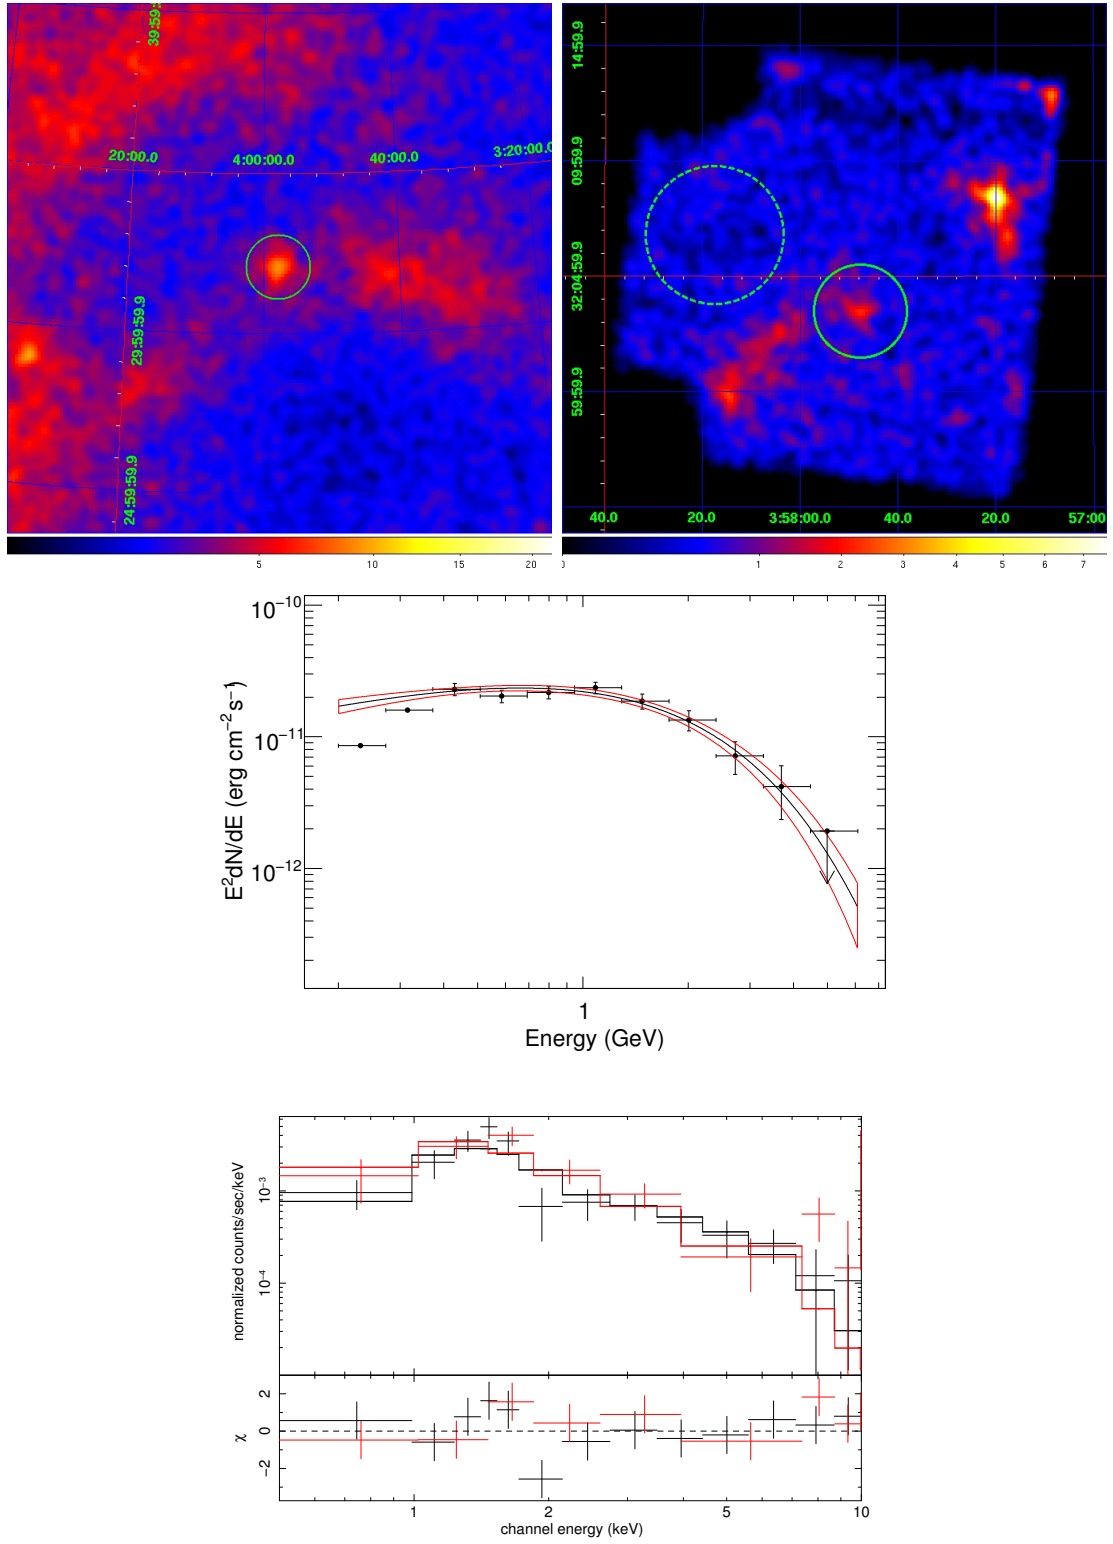 39:59:59.9
20:00.0 4:00:00.0 40:00.0 3:20:00.0
29:59:59.9
24:59:59.9
5 10 15 20
14:59.9
09:59.9
32:04:59.9
59:59.9
40.0 20.0 3:58:00.0 40.0 20.0 57:00
0 1 2 3 4 5 6 7
10⁻¹⁰
10⁻¹¹
10⁻¹²
E²dN/dE (erg cm⁻²s⁻¹)
1
Energy (GeV)
normalized counts/sec/keV
10⁻³
10⁻⁴
χ
2
0
−2
1 2 5 10
channel energy (keV)